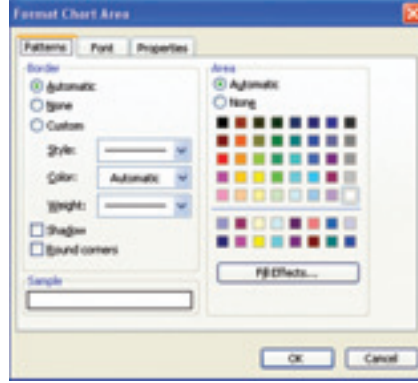 Format Chart Area
Patterns Font Properties
Border
Automatic
None
Custom
Style:
Color: Automatic
Weight:
Shadow
Round corners
Sample
Area
Automatic
None
Fill Effects...
OK Cancel